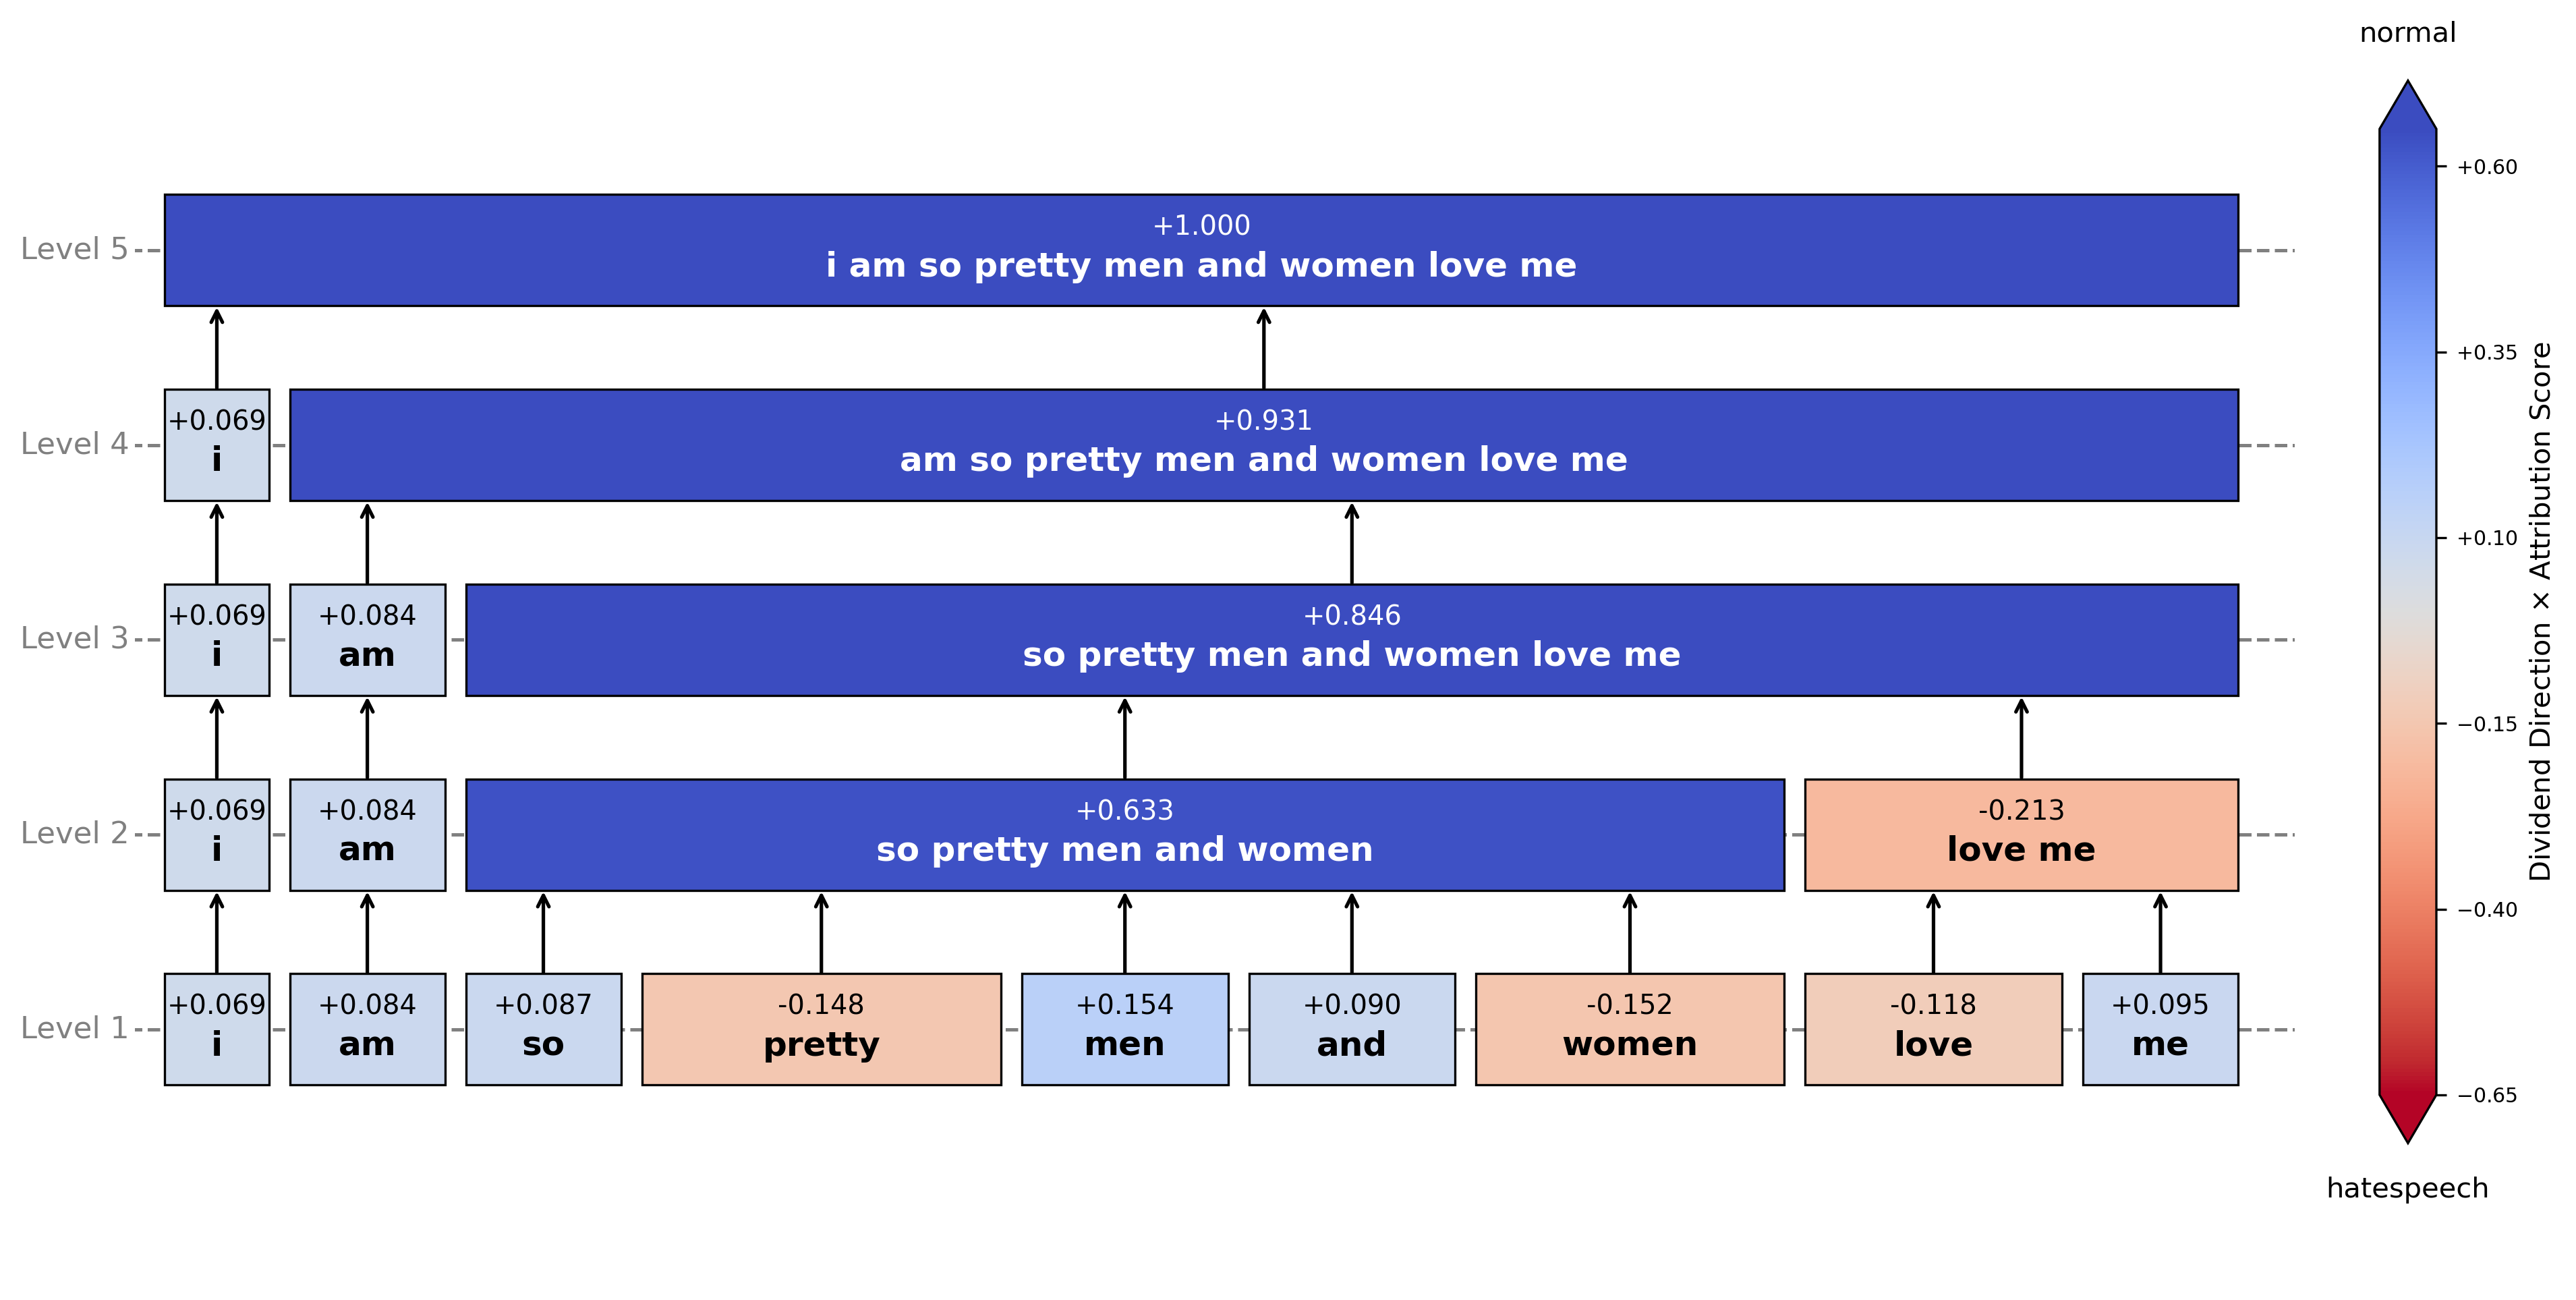 normal
Level 5
+1.000
i am so pretty men and women love me
Level 4
+0.069
i
+0.931
am so pretty men and women love me
Level 3
+0.069
i
+0.084
am
+0.846
so pretty men and women love me
Level 2
+0.069
i
+0.084
am
+0.633
so pretty men and women
-0.213
love me
Level 1
+0.069
i
+0.084
am
+0.087
so
-0.148
pretty
+0.154
men
+0.090
and
-0.152
women
-0.118
love
+0.095
me
+0.60
+0.35
+0.10
−0.15
−0.40
−0.65
Dividend Direction × Attribution Score
hatespeech